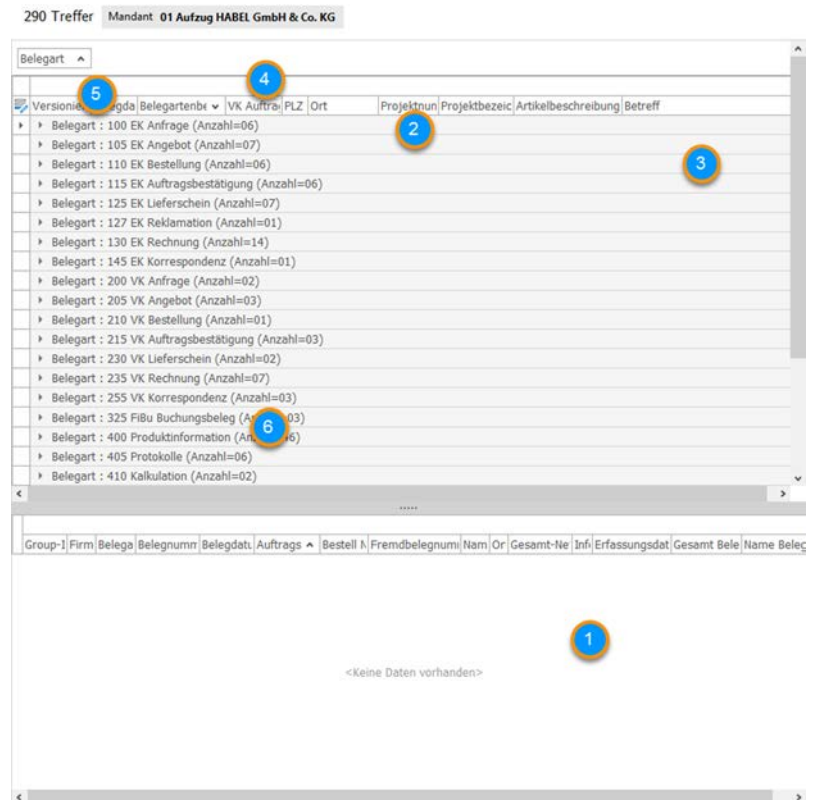 290 Treffer Mandant 01 Aufzug HABEL GmbH & Co. KG
Belegart
5 4
Versionie gda Belegartenbe VK Auftra PLZ Ort Projektnun Projektbezeic Artikelbeschreibung Betreff
Belegart : 100 EK Anfrage (Anzahl=06)
2
Belegart : 105 EK Angebot (Anzahl=07)
Belegart : 110 EK Bestellung (Anzahl=06)
3
Belegart : 115 EK Auftragsbestätigung (Anzahl=06)
Belegart : 125 EK Lieferschein (Anzahl=07)
Belegart : 127 EK Reklamation (Anzahl=01)
Belegart : 130 EK Rechnung (Anzahl=14)
Belegart : 145 EK Korrespondenz (Anzahl=01)
Belegart : 200 VK Anfrage (Anzahl=02)
Belegart : 205 VK Angebot (Anzahl=03)
Belegart : 210 VK Bestellung (Anzahl=01)
Belegart : 215 VK Auftragsbestätigung (Anzahl=03)
Belegart : 230 VK Lieferschein (Anzahl=02)
Belegart : 235 VK Rechnung (Anzahl=07)
Belegart : 255 VK Korrespondenz (Anzahl=03)
Belegart : 325 FiBu Buchungsbeleg (A 03)
6
Belegart : 400 Produktinformation (An 6)
Belegart : 405 Protokolle (Anzahl=06)
Belegart : 410 Kalkulation (Anzahl=02)
Group-I Firm Belega Belegnumm Belegdatu Auftrags Bestell N Fremdbelegnum Nam Or Gesamt-Ne Info Erfassungsdat Gesamt Bele Name Beleg
1
<Keine Daten vorhanden>